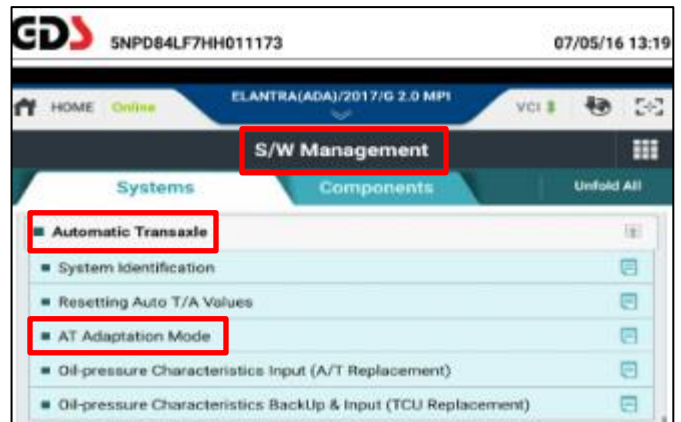 GDS 5NPD84LF7HH011173 07/05/16 13:19
HOME Online ELANTRA(ADA)/2017/G 2.0 MPI VCI
S/W Management
Systems Components Unfold All
Automatic Transaxle
System Identification
Resetting Auto T/A Values
AT Adaptation Mode
Oil-pressure Characteristics Input (A/T Replacement)
Oil-pressure Characteristics BackUp & Input (TCU Replacement)